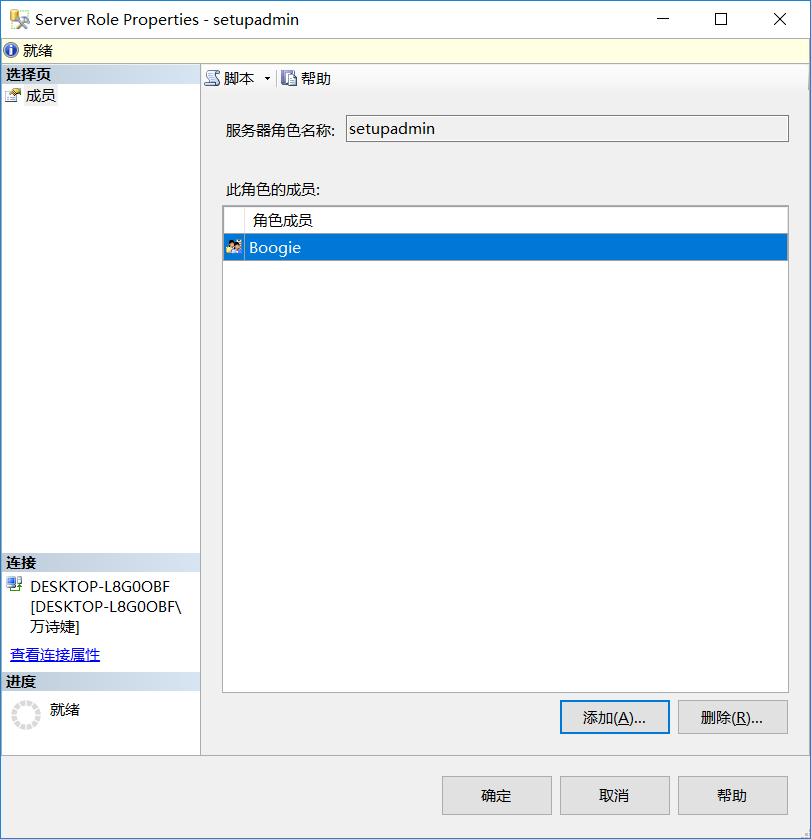 Server Role Properties - setupadmin
就绪
选择页
成员
脚本
帮助
服务器角色名称:
setupadmin
此角色的成员:
角色成员
Boogie
连接
DESKTOP-L8G0OBF
[DESKTOP-L8G0OBF\
万诗婕]
查看连接属性
进度
就绪
添加(A)...
删除(R)...
确定
取消
帮助